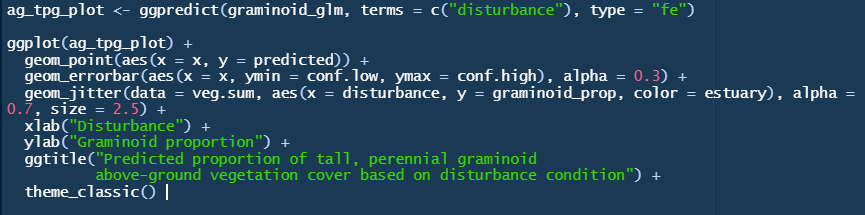 ag_tpg_plot <- ggpredict(graminoid_glm, terms = c("disturbance"), type = "fe")
ggplot(ag_tpg_plot) +
geom_point(aes(x = x, y = predicted)) +
geom_errorbar(aes(x = x, ymin = conf.low, ymax = conf.high), alpha = 0.3) +
geom_jitter(data = veg.sum, aes(x = disturbance, y = graminoid_prop, color = estuary), alpha =
0.7, size = 2.5) +
xlab("Disturbance") +
ylab("Graminoid proportion") +
ggtitle("Predicted proportion of tall, perennial graminoid
above-ground vegetation cover based on disturbance condition") +
theme_classic()